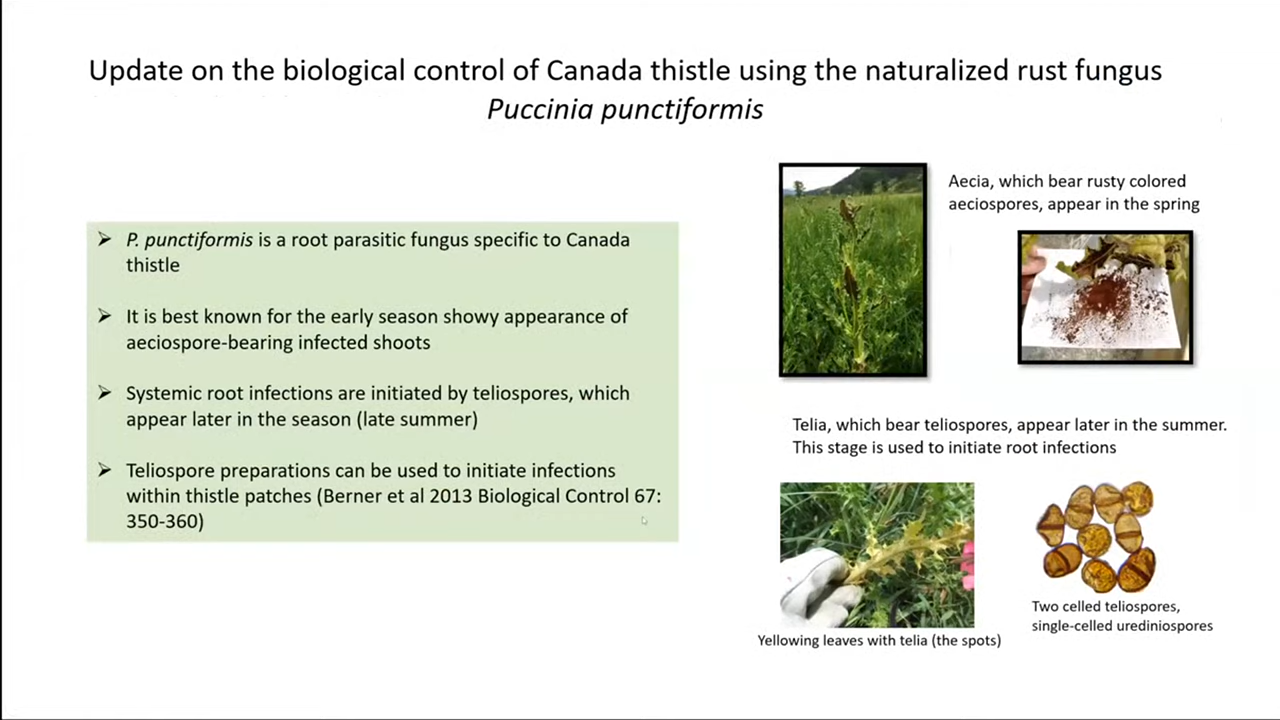 Update on the biological control of Canada thistle using the naturalized rust fungus
Puccinia punctiformis
➢ P. punctiformis is a root parasitic fungus specific to Canada
thistle
➢ It is best known for the early season showy appearance of
aeciospore-bearing infected shoots
➢ Systemic root infections are initiated by teliospores, which
appear later in the season (late summer)
➢ Teliospore preparations can be used to initiate infections
within thistle patches (Berner et al 2013 Biological Control 67:
350-360)
Aecia, which bear rusty colored
aeciospores, appear in the spring
Telia, which bear teliospores, appear later in the summer.
This stage is used to initiate root infections
Yellowing leaves with telia (the spots)
Two celled teliospores,
single-celled urediniospores